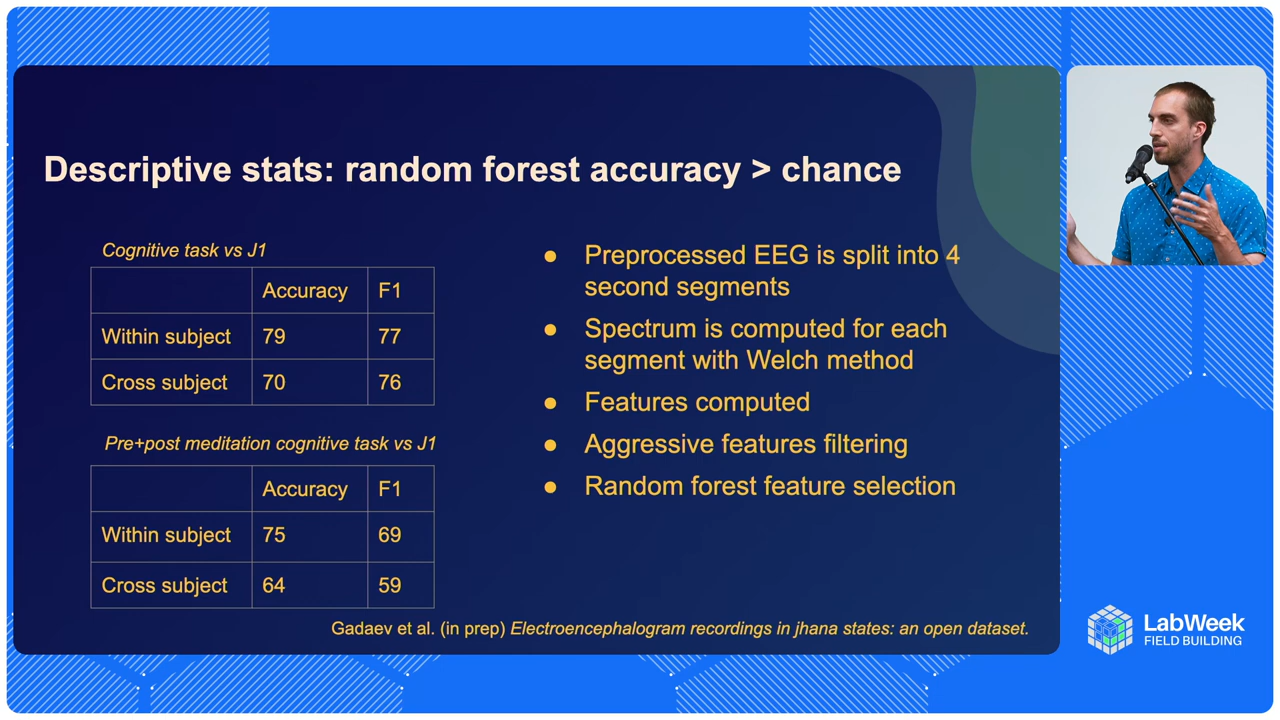 Descriptive stats: random forest accuracy > chance
Cognitive task vs J1
Accuracy F1
Within subject 79 77
Cross subject 70 76
Pre+post meditation cognitive task vs J1
Accuracy F1
Within subject 75 69
Cross subject 64 59
● Preprocessed EEG is split into 4
second segments
● Spectrum is computed for each
segment with Welch method
● Features computed
● Aggressive features filtering
● Random forest feature selection
Gadaev et al. (in prep) Electroencephalogram recordings in jhana states: an open dataset.
LabWeek
FIELD BUILDING